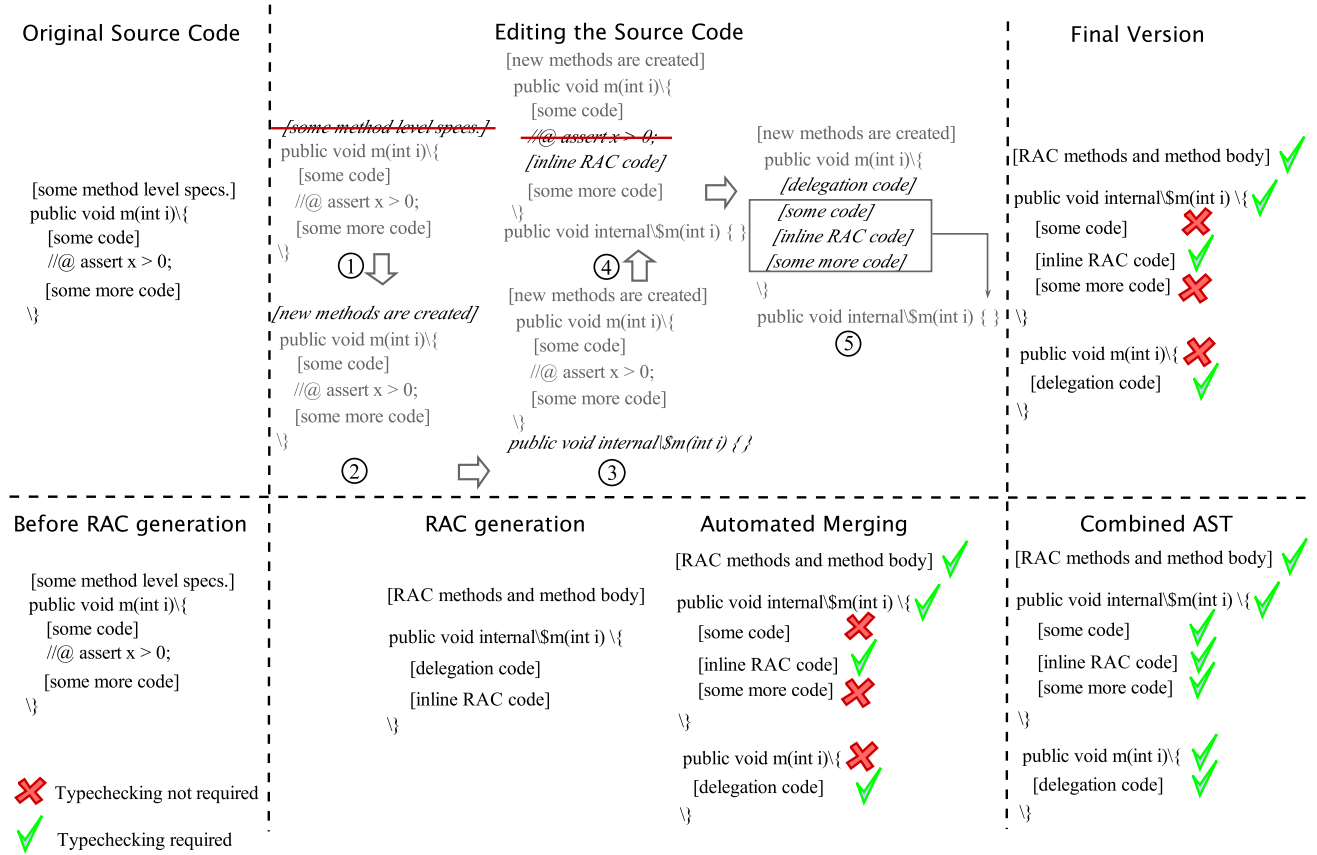 Original Source Code
[some method level specs.]
public void m(int i)\{
[some code]
//@ assert x > 0;
[some more code]
\}
Editing the Source Code
[some method level specs.]
public void m(int i)\{
[some code]
//@ assert x > 0;
[some more code]
\}
1
[new methods are created]
public void m(int i)\{
[some code]
//@ assert x > 0;
[some more code]
\}
2
[new methods are created]
public void m(int i)\{
[some code]
//@ assert x > 0;
[inline RAC code]
[some more code]
\}
public void internal\$m(int i) { }
4
[new methods are created]
public void m(int i)\{
[some code]
//@ assert x > 0;
[some more code]
\}
public void internal\$m(int i) { }
3
[new methods are created]
public void m(int i)\{
[delegation code]
[some code]
[inline RAC code]
[some more code]
\}
public void internal\$m(int i) { }
5
Final Version
[RAC methods and method body]
public void internal\$m(int i) \{
[some code]
[inline RAC code]
[some more code]
\}
public void m(int i)\{
[delegation code]
\}
Before RAC generation
[some method level specs.]
public void m(int i)\{
[some code]
//@ assert x > 0;
[some more code]
\}
Typechecking not required
Typechecking required
RAC generation
[RAC methods and method body]
public void internal\$m(int i) \{
[delegation code]
[inline RAC code]
\}
Automated Merging
[RAC methods and method body]
public void internal\$m(int i) \{
[some code]
[inline RAC code]
[some more code]
\}
public void m(int i)\{
[delegation code]
\}
Combined AST
[RAC methods and method body]
public void internal\$m(int i) \{
[some code]
[inline RAC code]
[some more code]
\}
public void m(int i)\{
[delegation code]
\}